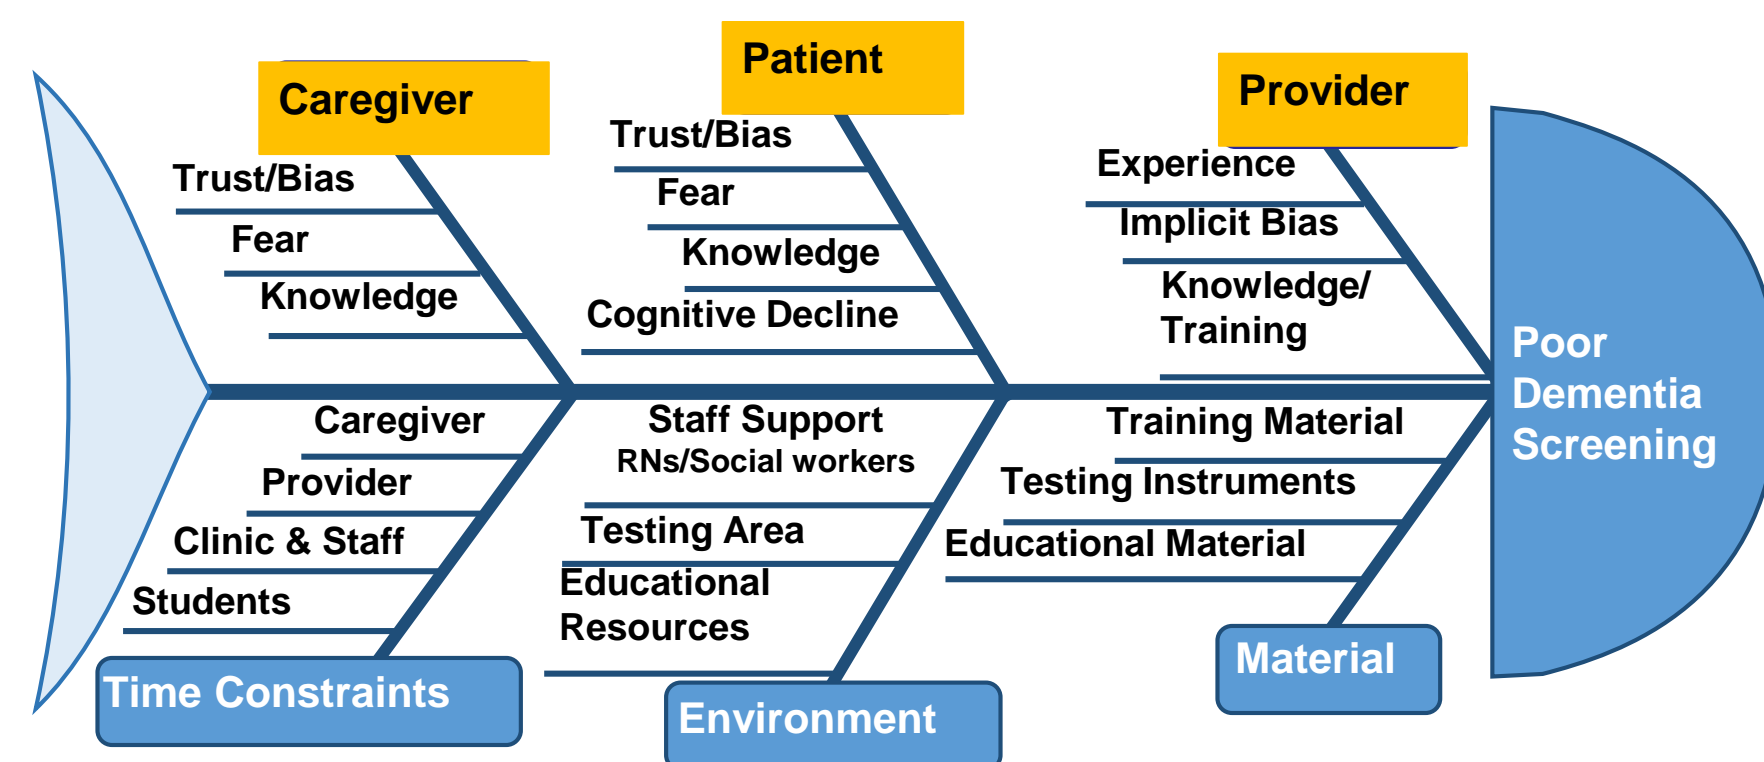 Caregiver
Trust/Bias
Fear
Knowledge
Patient
Trust/Bias
Fear
Knowledge
Cognitive Decline
Provider
Experience
Implicit Bias
Knowledge/
Training
Poor
Dementia
Screening
Caregiver
Provider
Clinic & Staff
Students
Time Constraints
Staff Support
RNs/Social workers
Testing Area
Educational
Resources
Environment
Training Material
Testing Instruments
Educational Material
Material